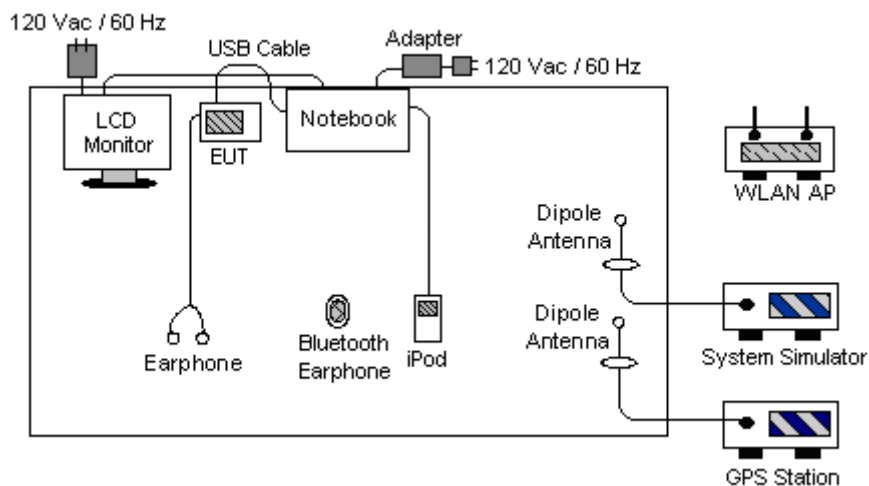 120 Vac / 60 Hz
USB Cable
Adapter
120 Vac / 60 Hz
LCD
Monitor
EUT
Notebook
WLAN AP
Dipole
Antenna
Dipole
Antenna
Earphone
Bluetooth
Earphone
iPod
System Simulator
GPS Station